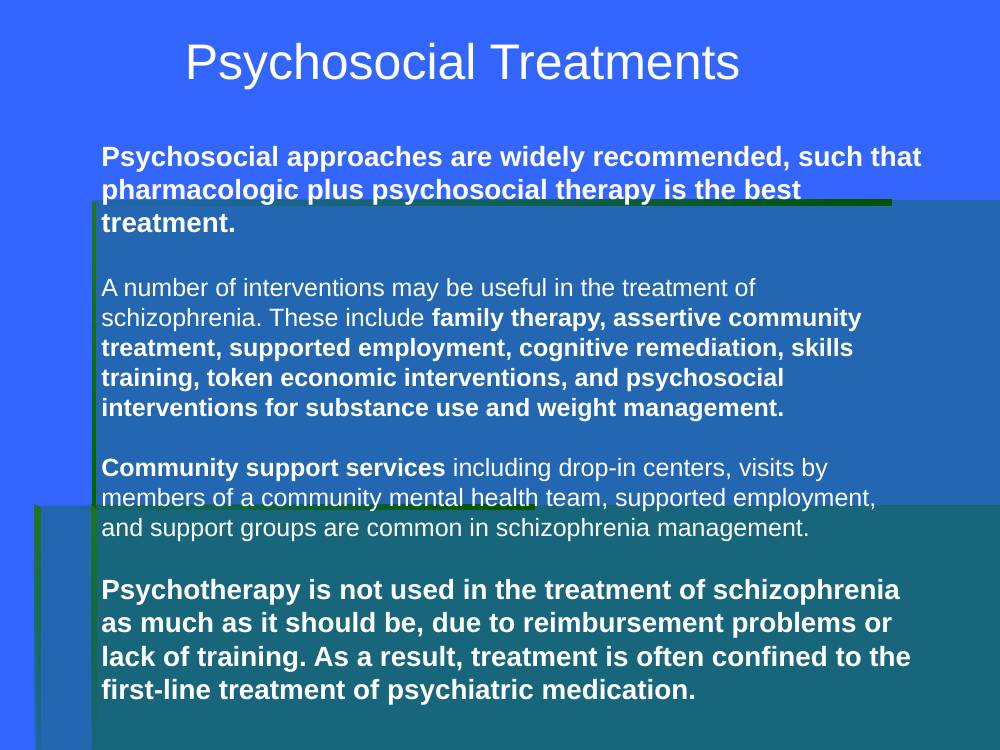 Psychosocial Treatments
Psychosocial approaches are widely recommended, such that
pharmacologic plus psychosocial therapy is the best
treatment.
A number of interventions may be useful in the treatment of
schizophrenia. These include family therapy, assertive community
treatment, supported employment, cognitive remediation, skills
training, token economic interventions, and psychosocial
interventions for substance use and weight management.
Community support services including drop-in centers, visits by
members of a community mental health team, supported employment,
and support groups are common in schizophrenia management.
Psychotherapy is not used in the treatment of schizophrenia
as much as it should be, due to reimbursement problems or
lack of training. As a result, treatment is often confined to the
first-line treatment of psychiatric medication.